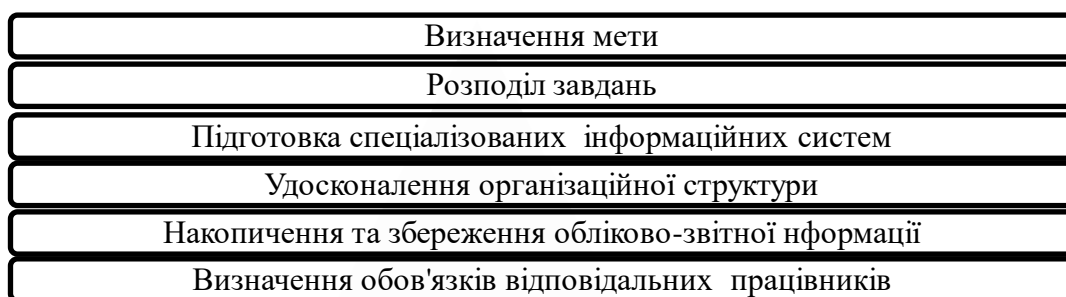 Визначення мети
Розподіл завдань
Підготовка спеціалізованих  інформаційних систем
Удосконалення організаційної структури
Накопичення та збереження обліково-звітної нформації
Визначення обов'язків відповідальних  працівників